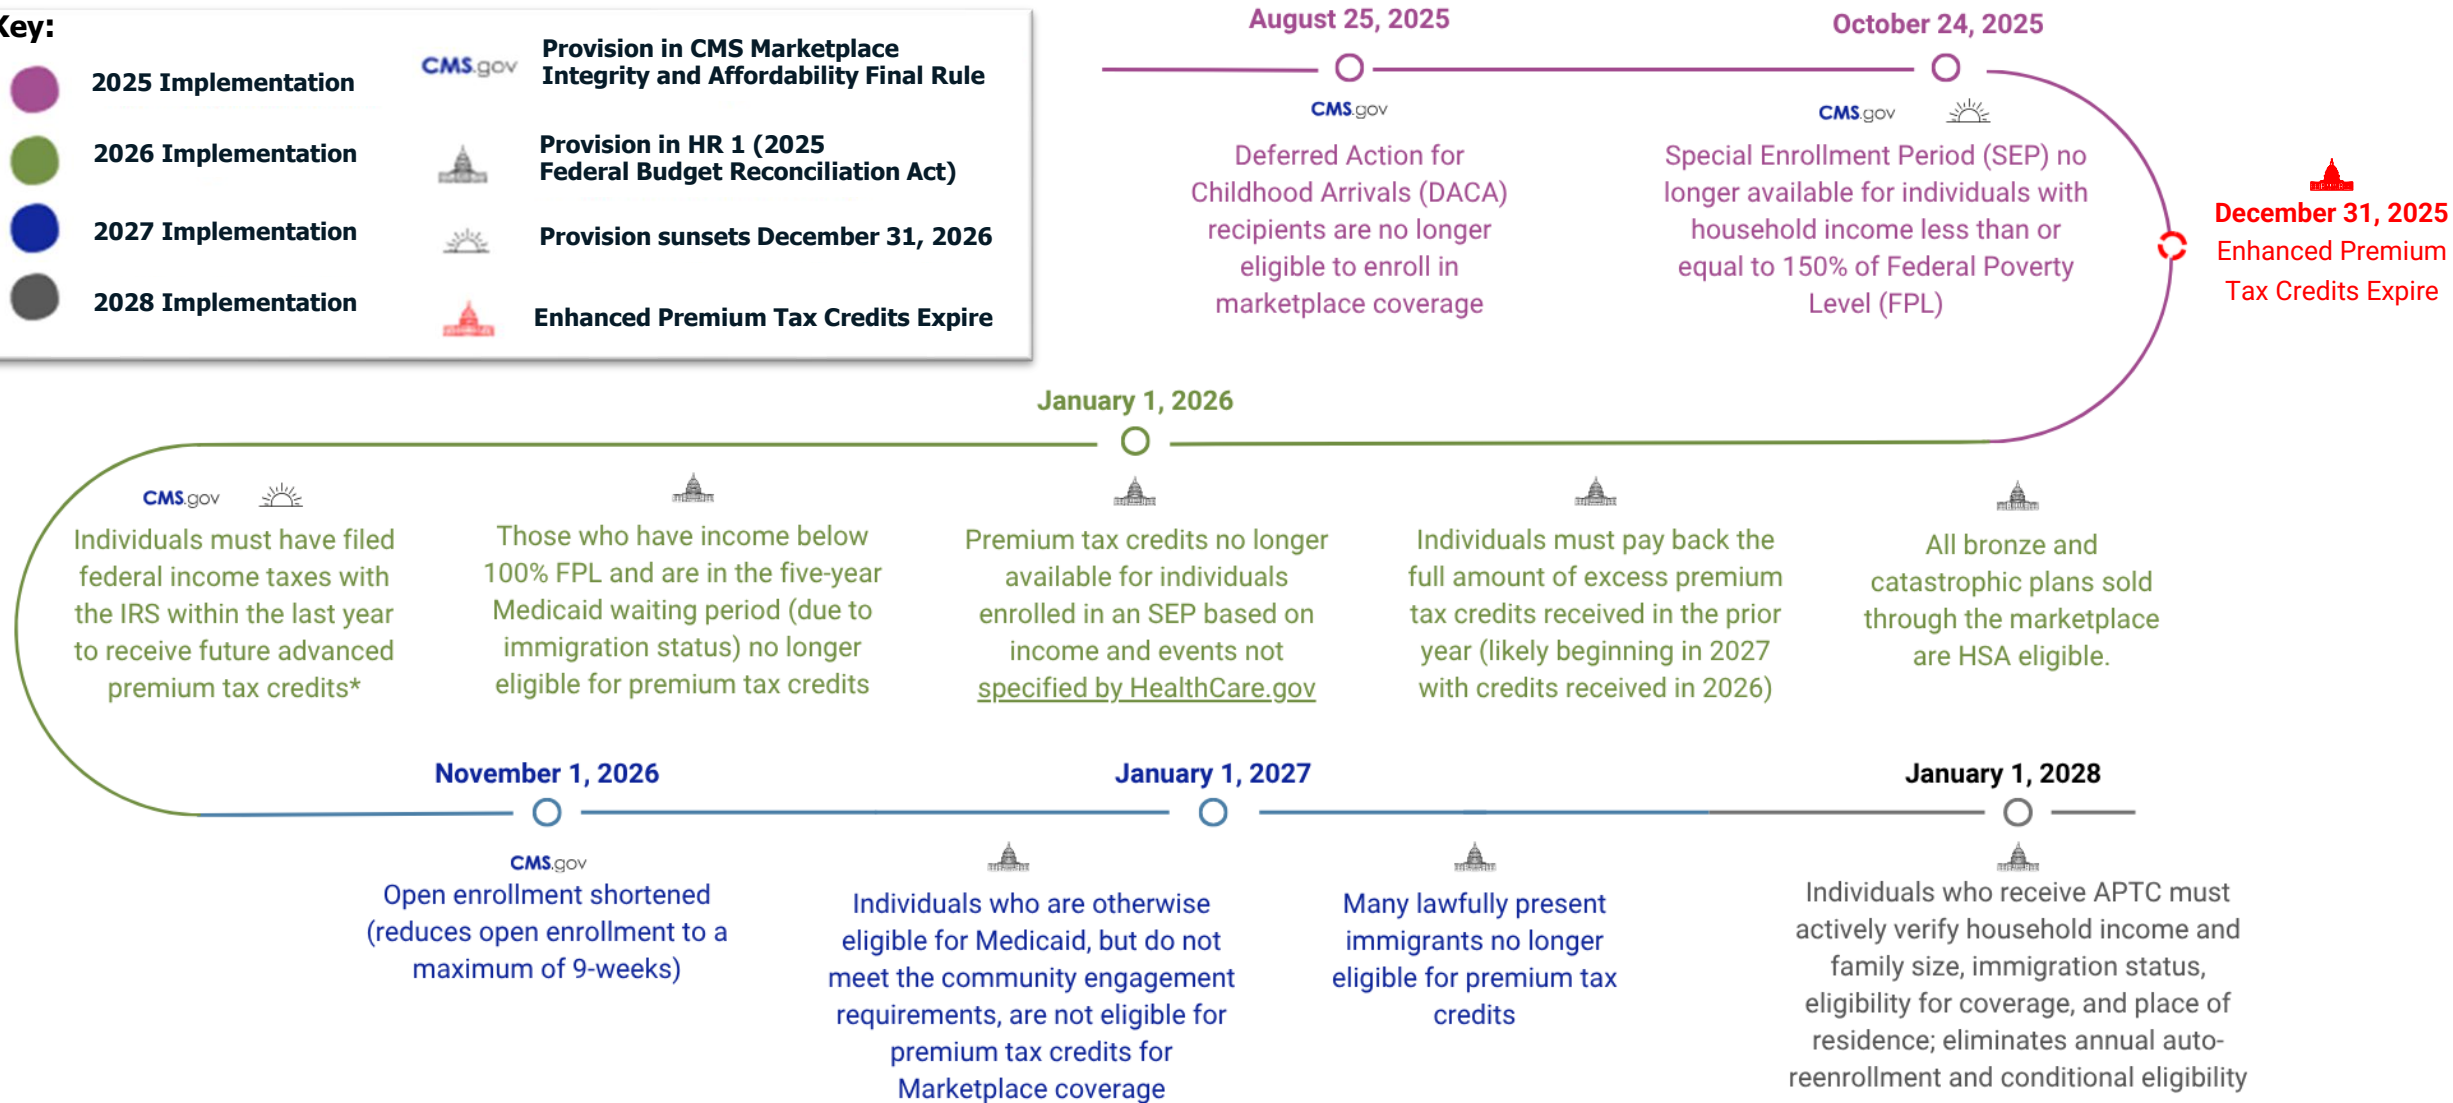 Key:
2025 Implementation
2026 Implementation
2027 Implementation
2028 Implementation
CMS.gov
Provision in CMS Marketplace
Integrity and Affordability Final Rule
Provision in HR 1 (2025
Federal Budget Reconciliation Act)
Provision sunsets December 31, 2026
Enhanced Premium Tax Credits Expire
August 25, 2025
CMS.gov
Deferred Action for
Childhood Arrivals (DACA)
recipients are no longer
eligible to enroll in
marketplace coverage
October 24, 2025
CMS.gov
Special Enrollment Period (SEP) no
longer available for individuals with
household income less than or
equal to 150% of Federal Poverty
Level (FPL)
December 31, 2025
Enhanced Premium
Tax Credits Expire
January 1, 2026
CMS.gov
Individuals must have filed
federal income taxes with
the IRS within the last year
to receive future advanced
premium tax credits*
Those who have income below
100% FPL and are in the five-year
Medicaid waiting period (due to
immigration status) no longer
eligible for premium tax credits
Premium tax credits no longer
available for individuals
enrolled in an SEP based on
income and events not
specified by HealthCare.gov
Individuals must pay back the
full amount of excess premium
tax credits received in the prior
year (likely beginning in 2027
with credits received in 2026)
All bronze and
catastrophic plans sold
through the marketplace
are HSA eligible.
November 1, 2026
CMS.gov
Open enrollment shortened
(reduces open enrollment to a
maximum of 9-weeks)
January 1, 2027
Individuals who are otherwise
eligible for Medicaid, but do not
meet the community engagement
requirements, are not eligible for
premium tax credits for
Marketplace coverage
Many lawfully present
immigrants no longer
eligible for premium tax
credits
January 1, 2028
Individuals who receive APTC must
actively verify household income and
family size, immigration status,
eligibility for coverage, and place of
residence; eliminates annual auto-
reenrollment and conditional eligibility